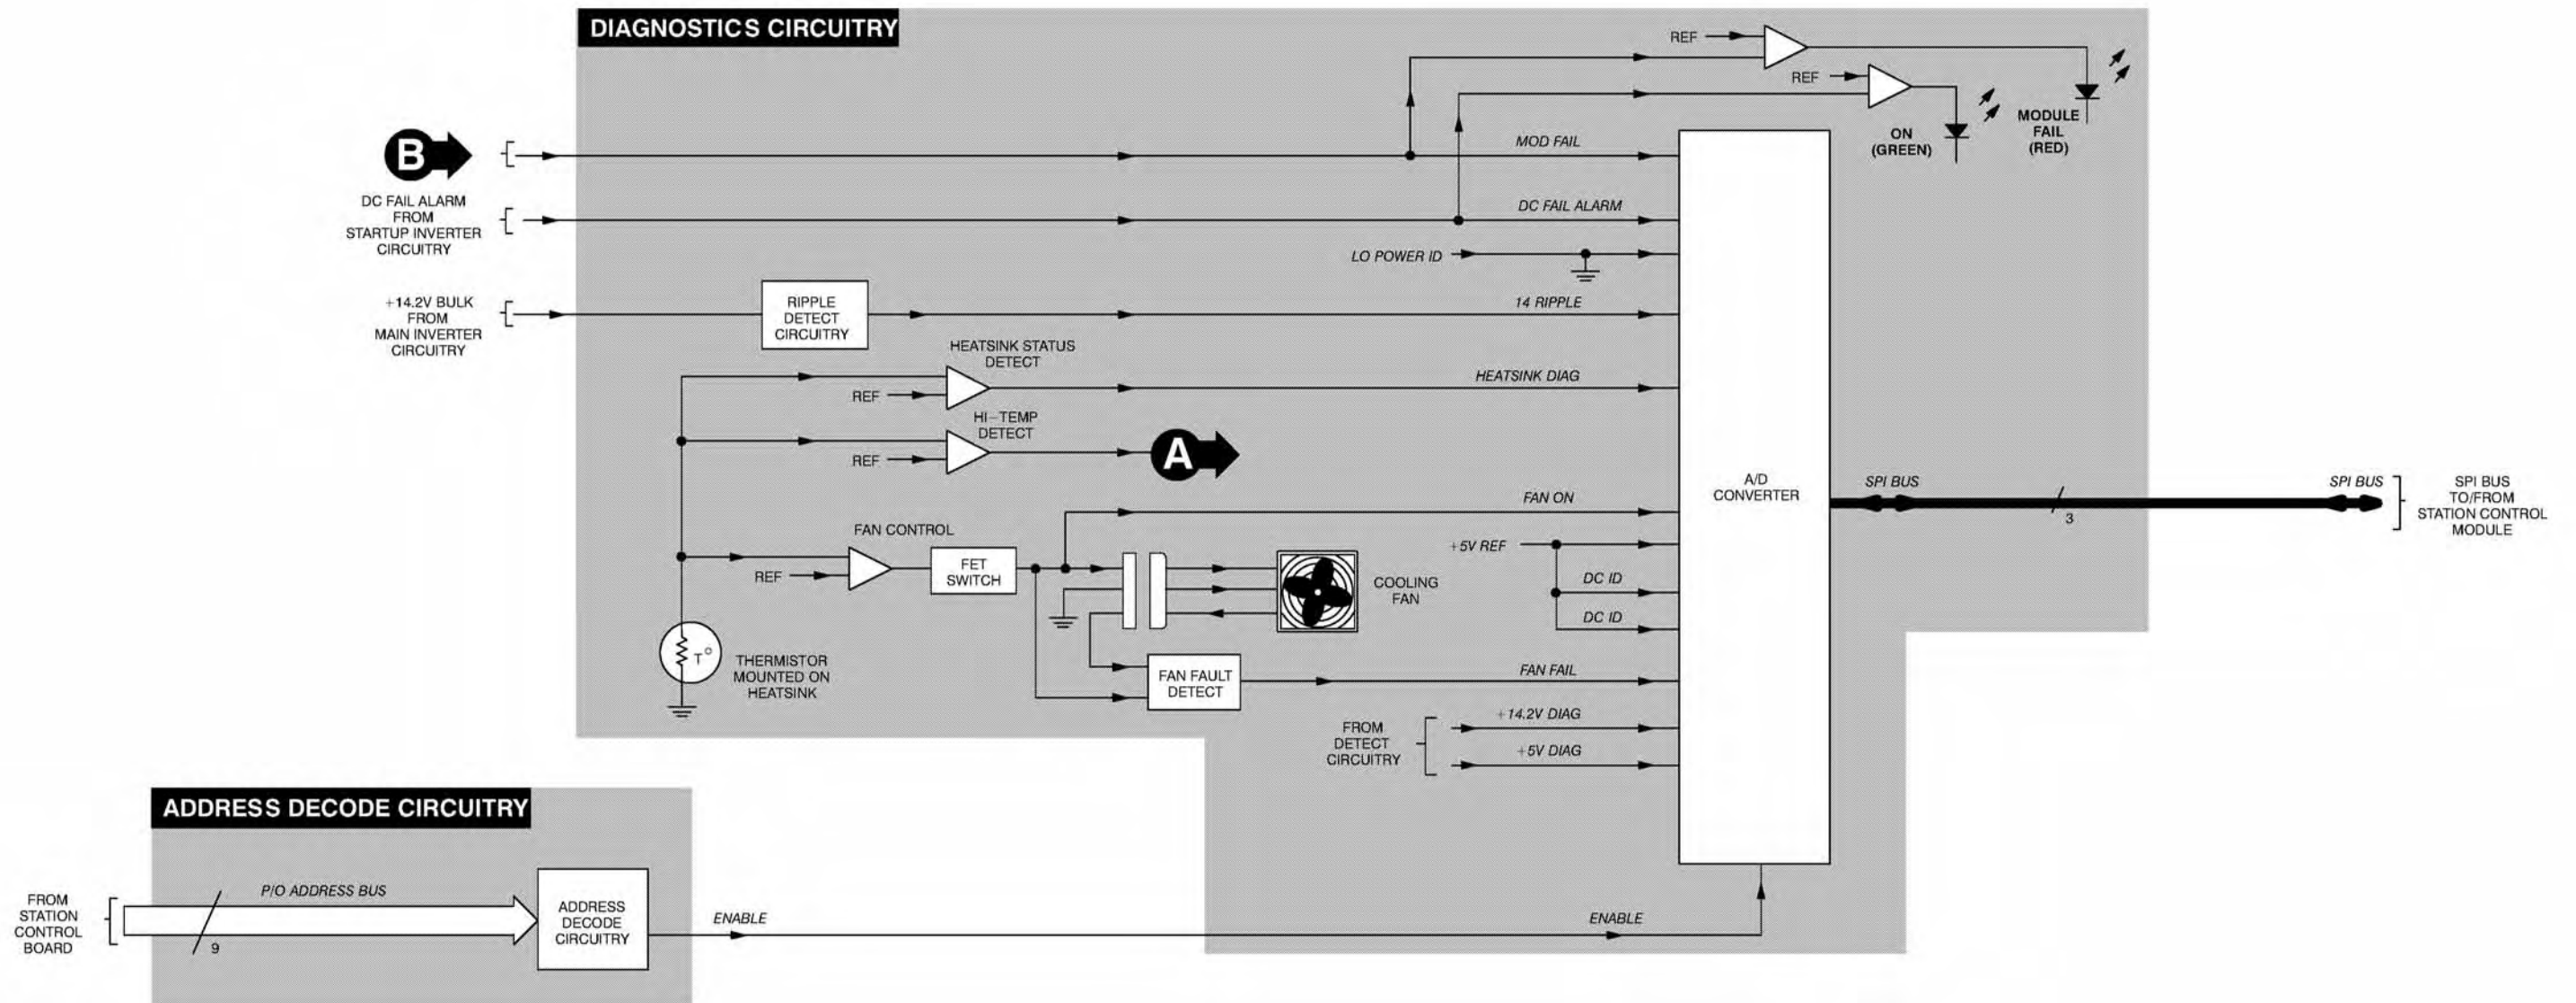 DIAGNOSTICS CIRCUITRY
REF
REF
ON
(GREEN)
MODULE
FAIL
(RED)
B
MOD FAIL
DC FAIL ALARM
FROM
STARTUP INVERTER
CIRCUITRY
DC FAIL ALARM
LO POWER ID
+14.2V BULK
FROM
MAIN INVERTER
CIRCUITRY
RIPPLE
DETECT
CIRCUITRY
14 RIPPLE
HEATSINK STATUS
DETECT
REF
HEATSINK DIAG
HI-TEMP
DETECT
REF
A
A/D
CONVERTER
SPI BUS
3
SPI BUS
SPI BUS
TO/FROM
STATION CONTROL
MODULE
FAN CONTROL
REF
FET
SWITCH
FAN ON
COOLING
FAN
+5V REF
DC ID
DC ID
T°
THERMISTOR
MOUNTED ON
HEATSINK
FAN FAULT
DETECT
FAN FAIL
FROM
DETECT
CIRCUITRY
+14.2V DIAG
+5V DIAG
ADDRESS DECODE CIRCUITRY
FROM
STATION
CONTROL
BOARD
P/O ADDRESS BUS
9
ADDRESS
DECODE
CIRCUITRY
ENABLE
ENABLE